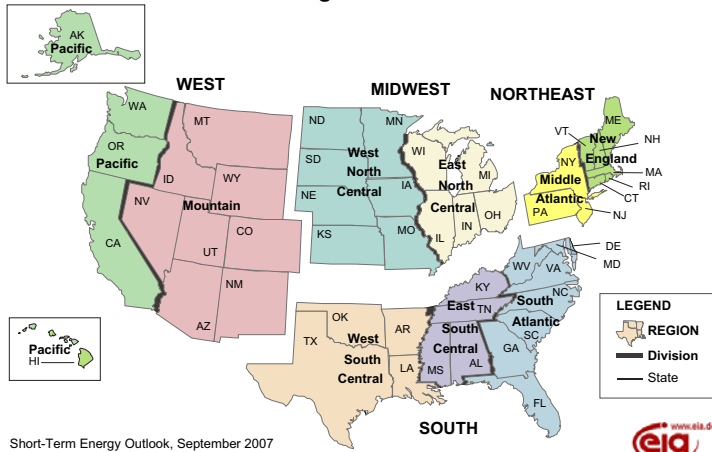 AK
Pacific
WEST
MIDWEST
NORTHEAST
WA
MT
OR
Pacific
ID
WY
NV
Mountain
CA
UT
CO
AZ
NM
ND
MN
SD
West
North
Central
NE
IA
KS
MO
WI
East
North
Central
MI
IL
IN
OH
VT
ME
New
England
NH
MA
RI
CT
NY
Middle
Atlantic
PA
NJ
DE
MD
WV
VA
NC
South
Atlantic
SC
GA
FL
KY
East
TN
South
Central
MS
AL
OK
AR
TX
West
South
Central
LA
SOUTH
Pacific
HI
LEGEND
REGION
Division
State
Short-Term Energy Outlook, September 2007
www.eia.d
eia